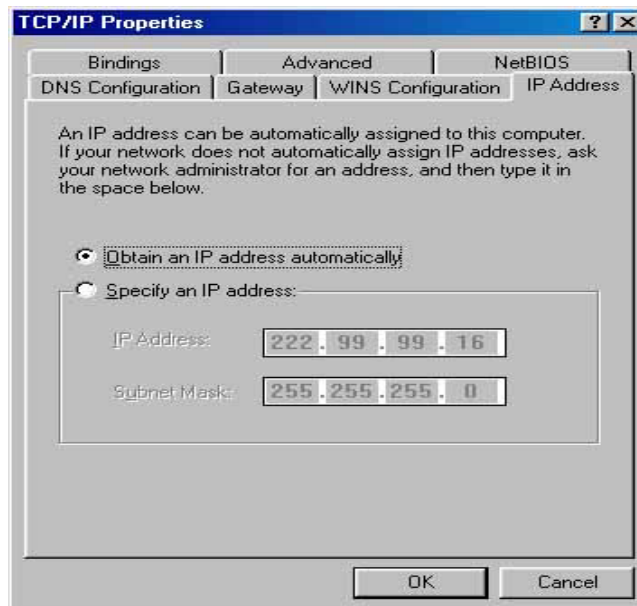 TCP/IP Properties
Bindings Advanced NetBIOS
DNS Configuration Gateway WINS Configuration IP Address
An IP address can be automatically assigned to this computer.
If your network does not automatically assign IP addresses, ask
your network administrator for an address, and then type it in
the space below.
Obtain an IP address automatically
Specify an IP address:
IP Address: 222 . 99 . 99 . 16
Subnet Mask: 255 . 255 . 255 . 0
OK Cancel